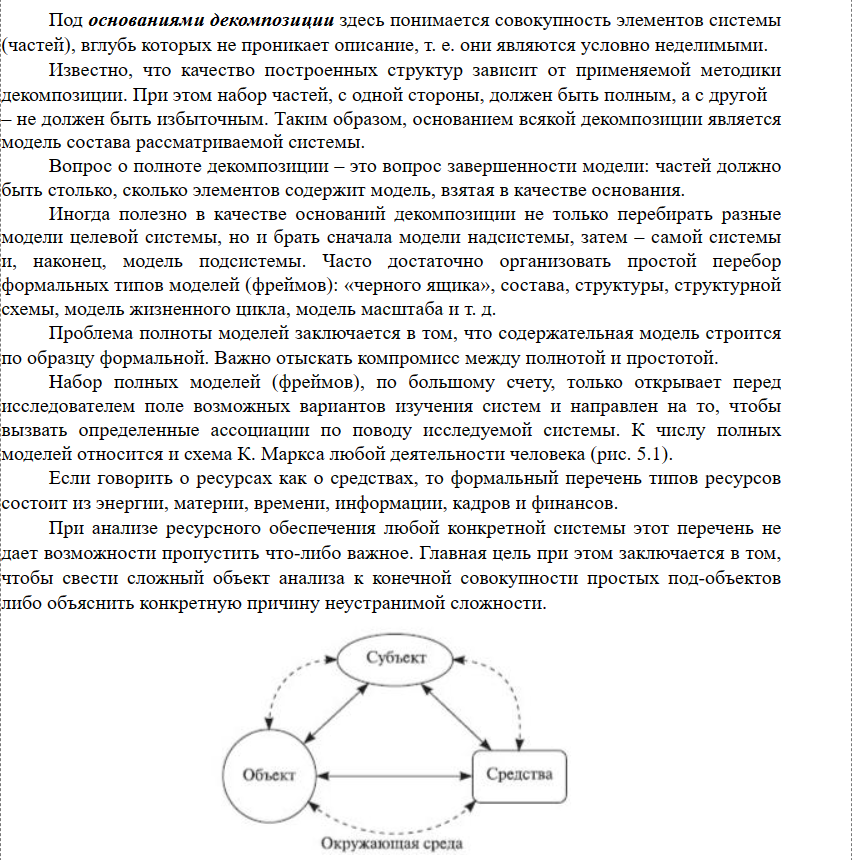 Под основаниями декомпозиции здесь понимается совокупность элементов системы
(частей), вглубь которых не проникает описание, т. е. они являются условно неделимыми.
Известно, что качество построенных структур зависит от применяемой методики
декомпозиции. При этом набор частей, с одной стороны, должен быть полным, а с другой
– не должен быть избыточным. Таким образом, основанием всякой декомпозиции является
модель состава рассматриваемой системы.
Вопрос о полноте декомпозиции – это вопрос завершенности модели: частей должно
быть столько, сколько элементов содержит модель, взятая в качестве основания.
Иногда полезно в качестве оснований декомпозиции не только перебирать разные
модели целевой системы, но и брать сначала модели надсистемы, затем – самой системы
и, наконец, модель подсистемы. Часто достаточно организовать простой перебор
формальных типов моделей (фреймов): «черного ящика», состава, структуры, структурной
схемы, модель жизненного цикла, модель масштаба и т. д.
Проблема полноты моделей заключается в том, что содержательная модель строится
по образцу формальной. Важно отыскать компромисс между полнотой и простотой.
Набор полных моделей (фреймов), по большому счету, только открывает перед
исследователем поле возможных вариантов изучения систем и направлен на то, чтобы
вызвать определенные ассоциации по поводу исследуемой системы. К числу полных
моделей относится и схема К. Маркса любой деятельности человека (рис. 5.1).
Если говорить о ресурсах как о средствах, то формальный перечень типов ресурсов
состоит из энергии, материи, времени, информации, кадров и финансов.
При анализе ресурсного обеспечения любой конкретной системы этот перечень не
дает возможности пропустить что-либо важное. Главная цель при этом заключается в том,
чтобы свести сложный объект анализа к конечной совокупности простых под-объектов
либо объяснить конкретную причину неустранимой сложности.
Субъект
Объект
Средства
Окружающая среда